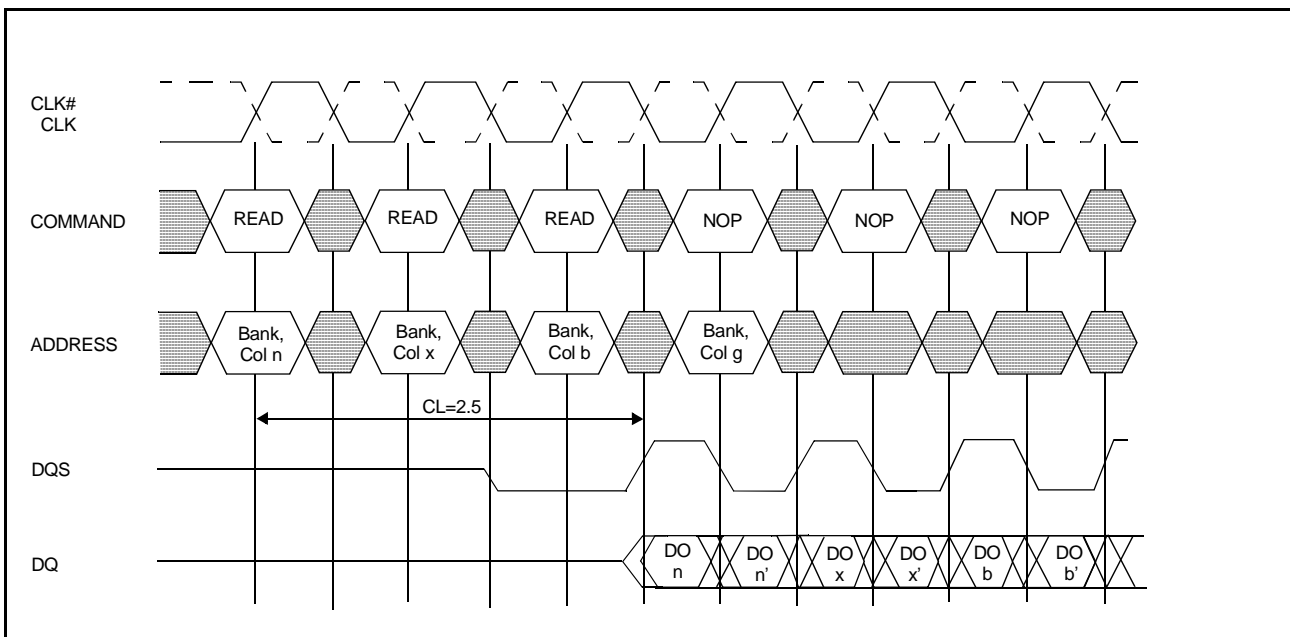 CLK#
CLK
COMMAND
READ
READ
READ
NOP
NOP
NOP
ADDRESS
Bank,
Col n
Bank,
Col x
Bank,
Col b
Bank,
Col g
CL=2.5
DQS
DQ
DO
n
DO
n'
DO
x
DO
x'
DO
b
DO
b'